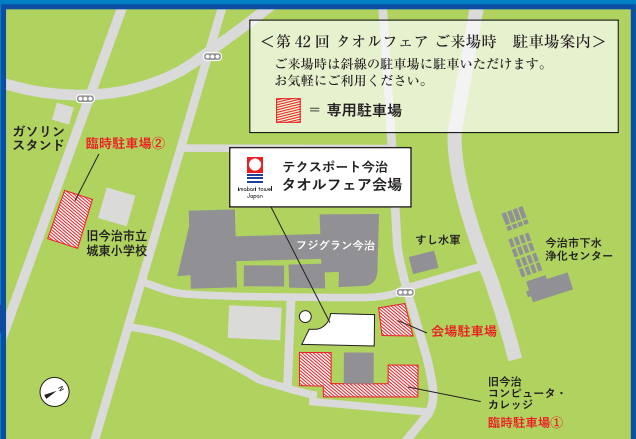 ＜第42回 タオルフェア ご来場時　駐車場案内＞
ご来場時は斜線の駐車場に駐車いただけます。
お気軽にご利用ください。
＝ 専用駐車場
ガソリン
スタンド
臨時駐車場②
imabari towel
Japan
テクスポート今治
タオルフェア会場
旧今治市立
城東小学校
フジグラン今治
すし水軍
今治市下水
浄化センター
会場駐車場
旧今治
コンピュータ・
カレッジ
臨時駐車場①
N